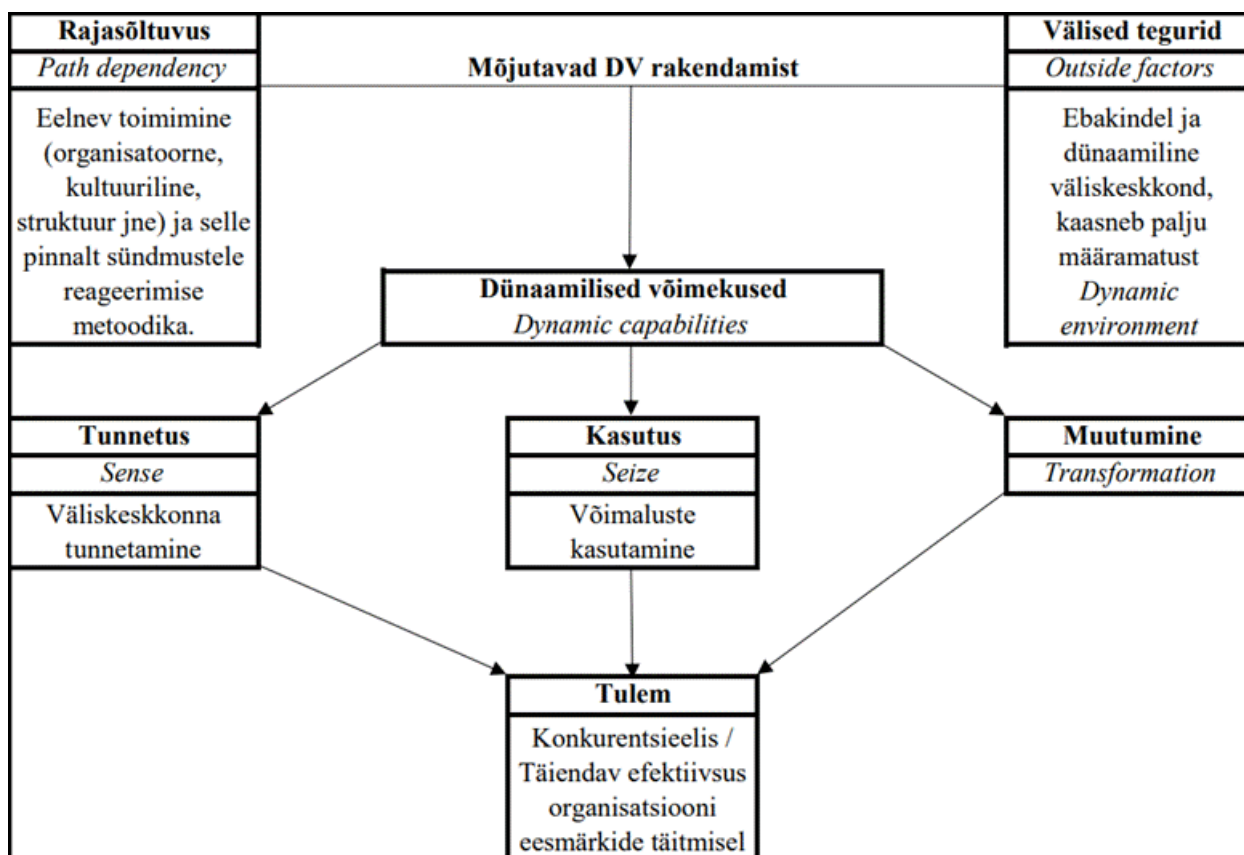 Rajasõltuvus
Path dependency
Eelnev toimimine
(organisatoorne,
kultuuriline,
struktuur jne) ja selle
pinnalt sündmustele
reageerimise
metoodika.
Mõjutavad DV rakendamist
Välised tegurid
Outside factors
Ebakindel ja
dünaamiline
väliskeskkond,
kaasneb palju
määramatust
Dynamic
environment
Dünaamilised võimekused
Dynamic capabilities
Tunnetus
Sense
Väliskeskkonna
tunnetamine
Kasutus
Seize
Võimaluste
kasutamine
Muutumine
Transformation
Tulem
Konkurentsieelis /
Täiendav efektiivsus
organisatsiooni
eesmärkide täitmisel